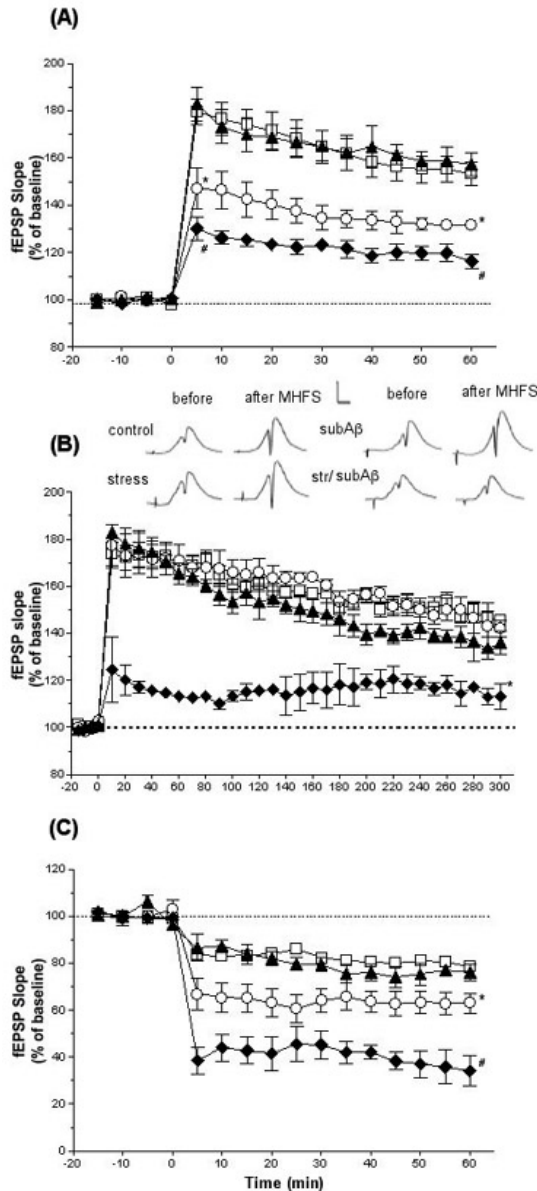 (A)
fEPSP Slope
(% of baseline)
200
180
160
140
120
100
80
*
*
#
#
-20 -10 0 10 20 30 40 50 60
before after MHFS before after MHFS
control subAβ
stress str/subAβ
(B)
fEPSP slope
(% of baseline)
200
180
160
140
120
100
80
*
-20 0 20 40 60 80 100 120 140 160 180 200 220 240 260 280 300
(C)
fEPSP Slope
(% of baseline)
120
100
80
60
40
20
0
*
#
-20 -10 0 10 20 30 40 50 60
Time (min)